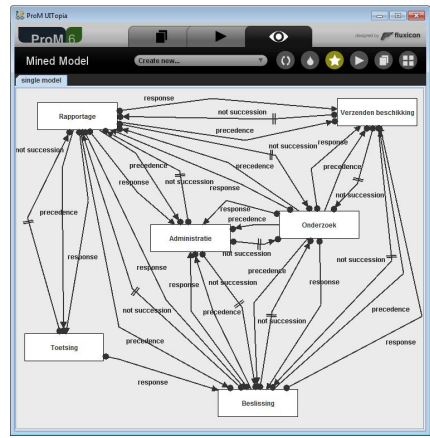 ProM UITopia
ProM 6
designed by fluxicon
Mined Model
Create new...
single model
response
Rapportage
Verzenden beschikking
not succession
precedence
not succession
response
not succession
precedence
precedence
response
not succession
response
precedence
response
precedence
Administratie
Onderzoek
not succession
response
response
response
precedence
response
not succession
not succession
precedence
precedence
not succession
not succession
precedence
response
Toetsing
response
Beslissing